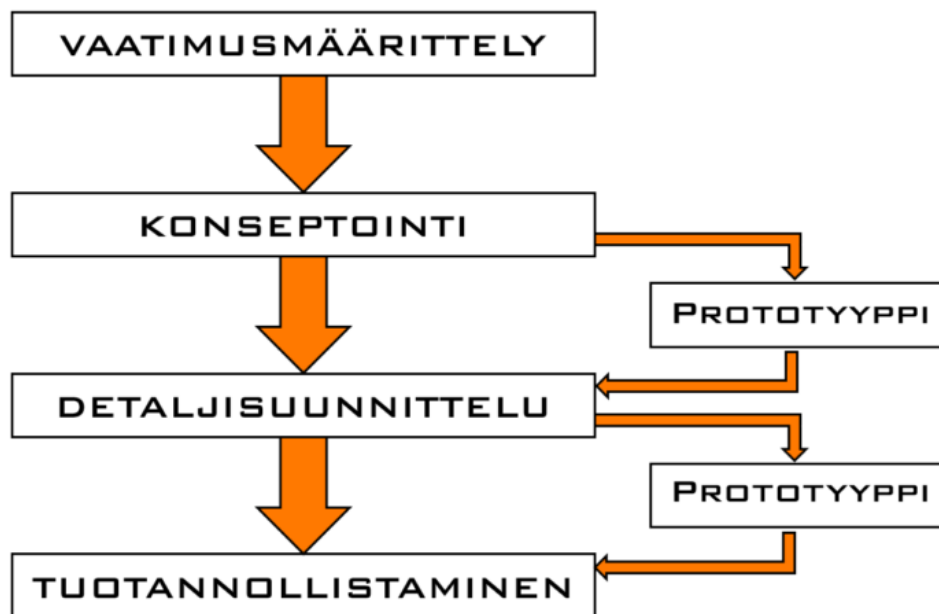 VAATIMUSMÄÄRITTELY
KONSEPTOINTI
PROTOTYYPPI
DETALJISUUNNITTELU
PROTOTYYPPI
TUOTANNOLLISTAMINEN